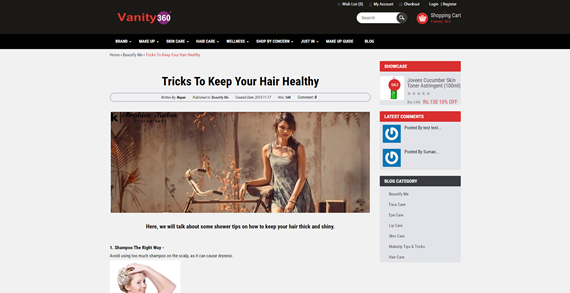 Wish List (0) My Account Checkout Login | Register
Vanity360
Search
Shopping Cart
BRAND MAKE UP SKIN CARE HAIR CARE WELLNESS SHOP BY CONCERN JUST IN MAKE UP GUIDE BLOG
Home » Beautify Me » Tricks To Keep Your Hair Healthy
Tricks To Keep Your Hair Healthy
Written By: Published In: Beautify Me Created Date: 2015-11-17 Hits: Comment: 0
SHOWCASE
Jovees Cucumber Skin
Toner Astringent (100ml)
Rs.130 10% OFF
LATEST COMMENTS
Posted By test test...
Posted By Suman...
BLOG CATEGORY
Beautify Me
Face Care
Eye Care
Lip Care
Skin Care
MakeUp Tips & Tricks
Hair Care
Here, we will talk about some shower tips on how to keep your hair thick and shiny.
1. Shampoo The Right Way -
Avoid using too much shampoo on the scalp, as it can cause dryness.